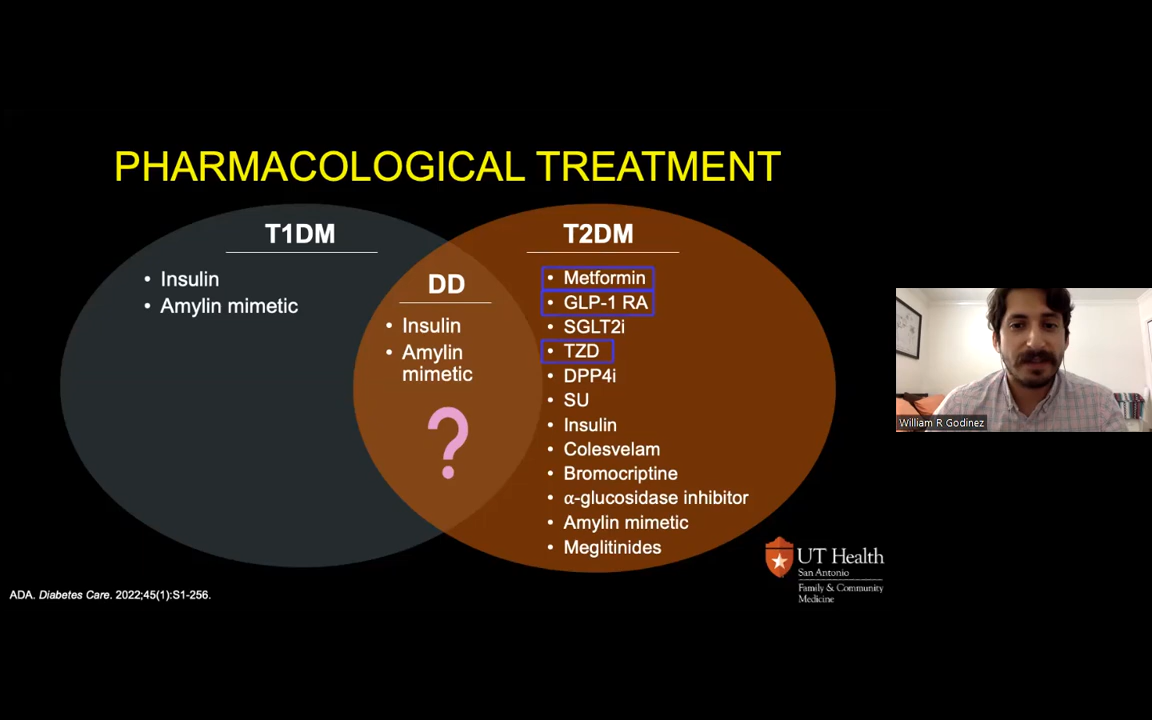 PHARMACOLOGICAL TREATMENT
T1DM
• Insulin
• Amylin mimetic
DD
• Insulin
• Amylin
mimetic
?
T2DM
• Metformin
• GLP-1 RA
• SGLT2i
• TZD
• DPP4i
• SU
• Insulin
• Colesvelam
• Bromocriptine
• α-glucosidase inhibitor
• Amylin mimetic
• Meglitinides
UT Health
San Antonio
Family & Community
Medicine
ADA. Diabetes Care. 2022;45(1):S1-256.
William R Godinez